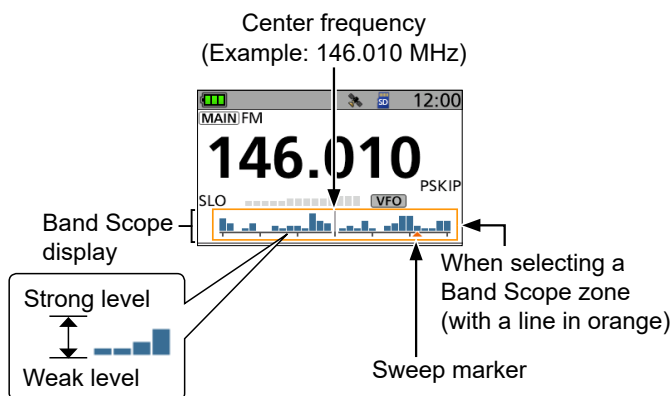 Center frequency
(Example: 146.010 MHz)
SD
12:00
MAIN FM
146.010
PSKIP
SLO
VFO
Band Scope
display
When selecting a
Band Scope zone
(with a line in orange)
Strong level
Weak level
Sweep marker